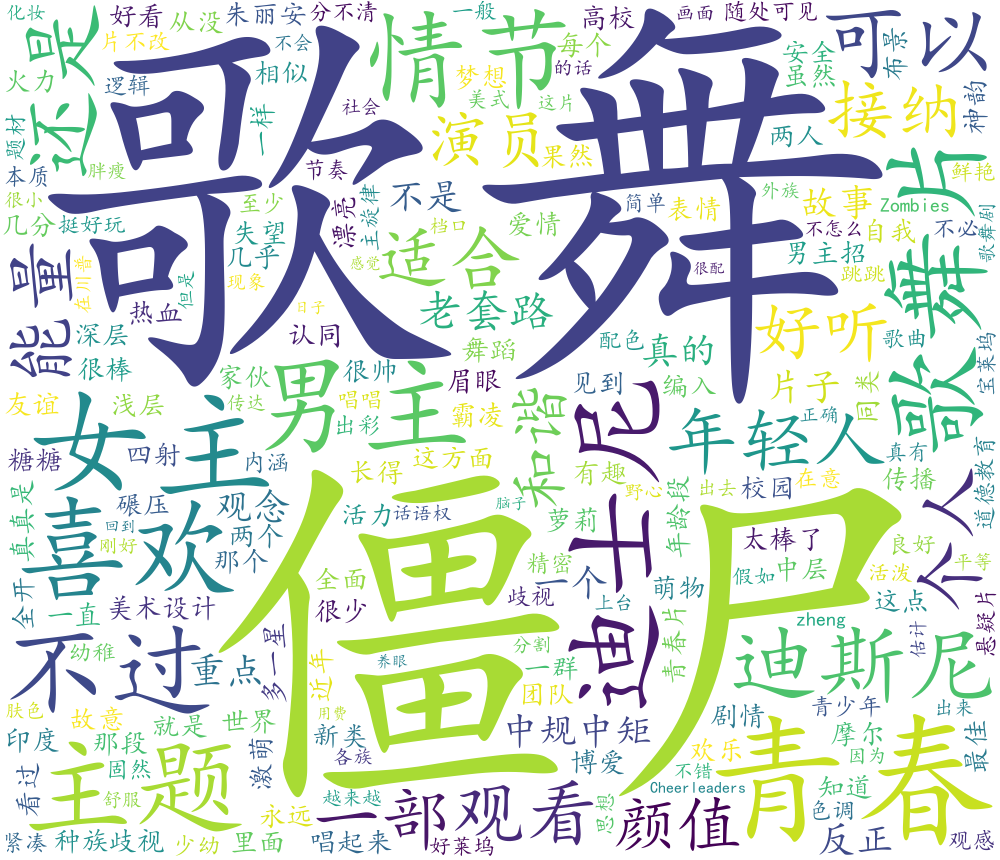 歌舞
僵尸
情节
可以
还是
好看
从没
朱丽安
分不清
化妆
片不改
不会
一般
高校
画面
随处可见
布景
火力
逻辑
相似
梦想
每个
的话
安全
虽然
神韵
题材
一样
社会
美式
这片
演员
果然
两人
接纳
本质
胖瘦
节奏
漂亮
主旋律
不是
爱情
简单
表情
外族
故事
Zombies
鲜艳
片
很小
几分
挺好玩
至少
失望
几乎
档口
适合
男主招
不怎么
自我
不必
歌舞剧
能量
在川普
现象
但是
感觉
很配
跳跳
歌舞片
热血
日子
认同
老套路
配色
好听
歌曲
宝莱坞
深层
很棒
家伙
很帅
舞蹈
眉眼
真的
见到
编入
片子
同类
友谊
浅层
传达
男主
唱唱
出彩
霸凌
和谐
迪士尼
年轻人
正确
真有
女主
糖糖
四射
内涵
长得
这方面
有趣
野心
出去
校园
在意
传播
道德教育
喜欢
真真是
碾压
回到
刚好
观念
两个
那个
活力
话语权
脑子
萝莉
年龄段
太棒了
良好
个人
全开
一直
美术设计
全面
很少
精密
一个
歧视
上台
萌物
假如
中层
活泼
平等
这点
悬疑片
估计
zheng
不过
幼稚
重点
多一星
近年
养眼
分割
一群
青春片
迪斯尼
肤色
故意
就是
世界
用费
新类
团队
中规中矩
剧情
青少年
出来
印度
那段
激萌
各族
博爱
欢乐
摩尔
因为
最佳
看过
固然
舒服
主题
永远
越来越
不错
Cheerleaders
知道
青春
紧凑
种族歧视
少幼
里面
唱起来
一部
观看
好莱坞
思想
颜值
色调
反正
观感